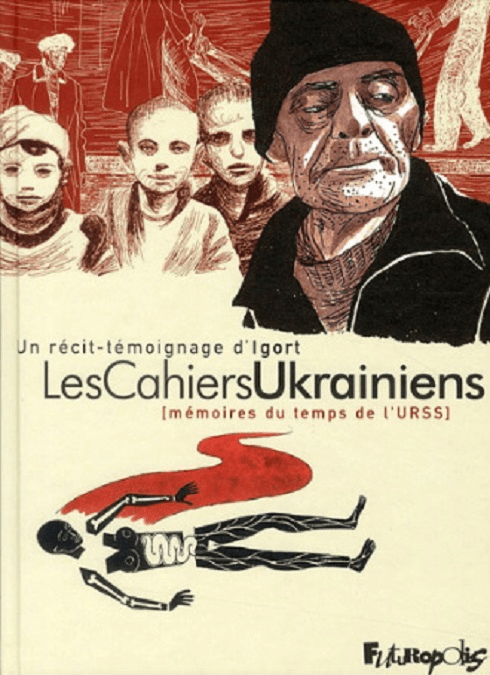 Un récit-témoignage d'Igort
LesCahiersUkrainiens
[mémoires du temps de l'URSS]
Futuropolis